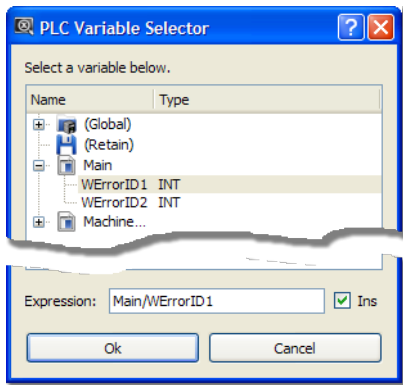 PLC Variable Selector
Select a variable below.
Name Type
(Global)
(Retain)
Main
WErrorID1 INT
WErrorID2 INT
Machine...
Expression: Main/WErrorID1 Ins
Ok Cancel